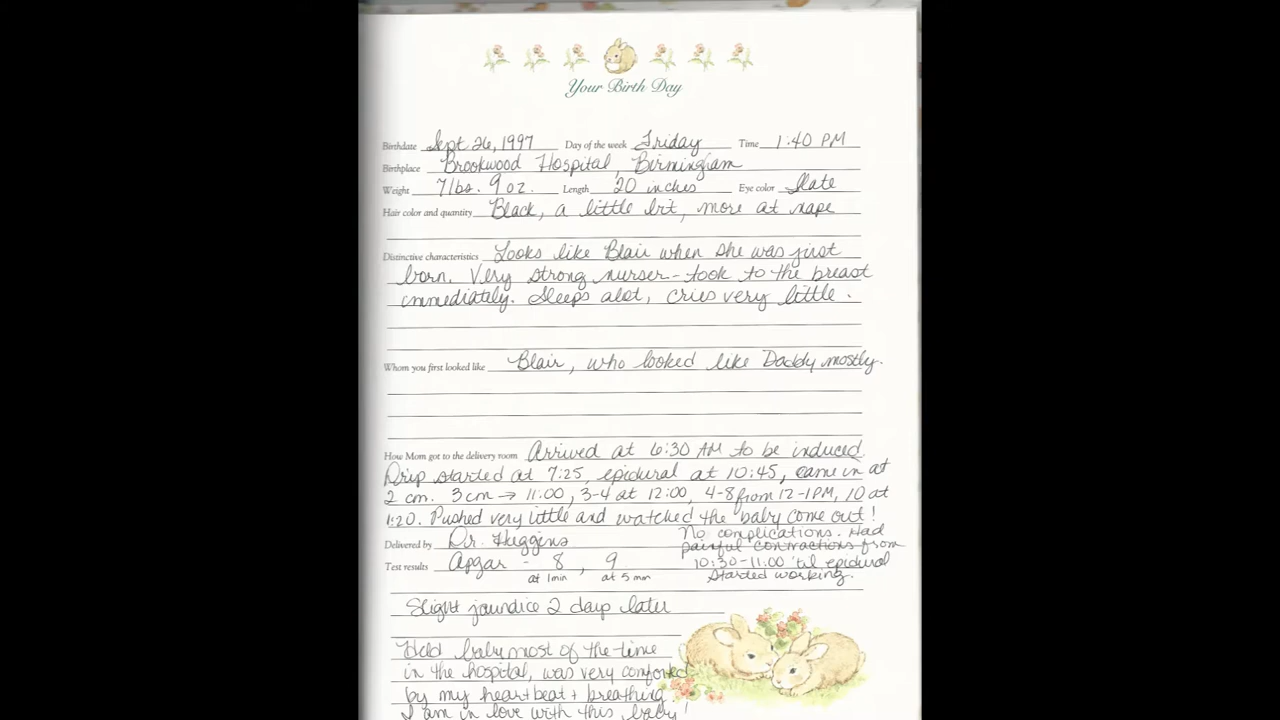 Your Birth Day
Birthdate Sept 26, 1997 Day of the week Friday Time 1:40 PM
Birthplace Brookwood Hospital, Birmingham
Weight 7 lbs. 9 oz. Length 20 inches Eye color Slate
Hair color and quantity Black, a little bit, more at nape
Distinctive characteristics Looks like Blair when she was first
born. Very strong nurser - took to the breast
immediately. Sleeps alot, cries very little.
Whom you first looked like Blair, who looked like Daddy mostly.
How Mom got to the delivery room Arrived at 6:30 AM to be induced.
Drip started at 7:25, epidural at 10:45, came in at
2 cm. 3cm → 11:00, 3-4 at 12:00, 4-8 from 12-1PM, 10 at
1:20. Pushed very little and watched the baby come out!
Delivered by Dr. Huggins
No complications. Had
painful contractions from
10:30-11:00 'til epidural
started working.
Test results Apgar - 8, 9
at 1 min at 5 min
Slight jaundice 2 days later
Held baby most of the time
in the hospital, was very comforted
by my heartbeat + breathing
I am in love with this baby!